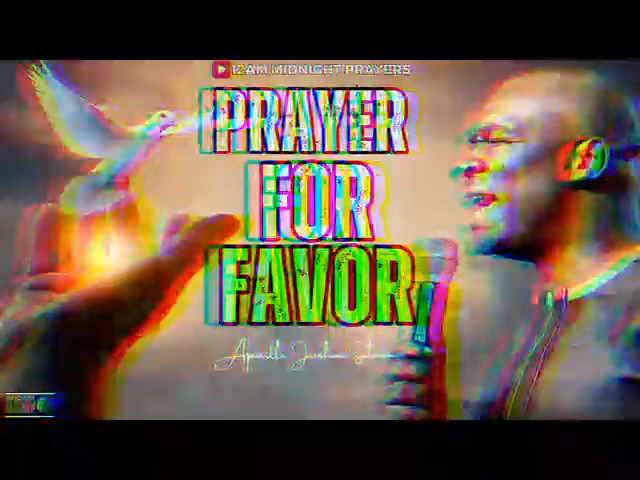 12 AM MIDNIGHT PRAYERS
PRAYER
FOR
FAVOR
Apostle Joshua Selman